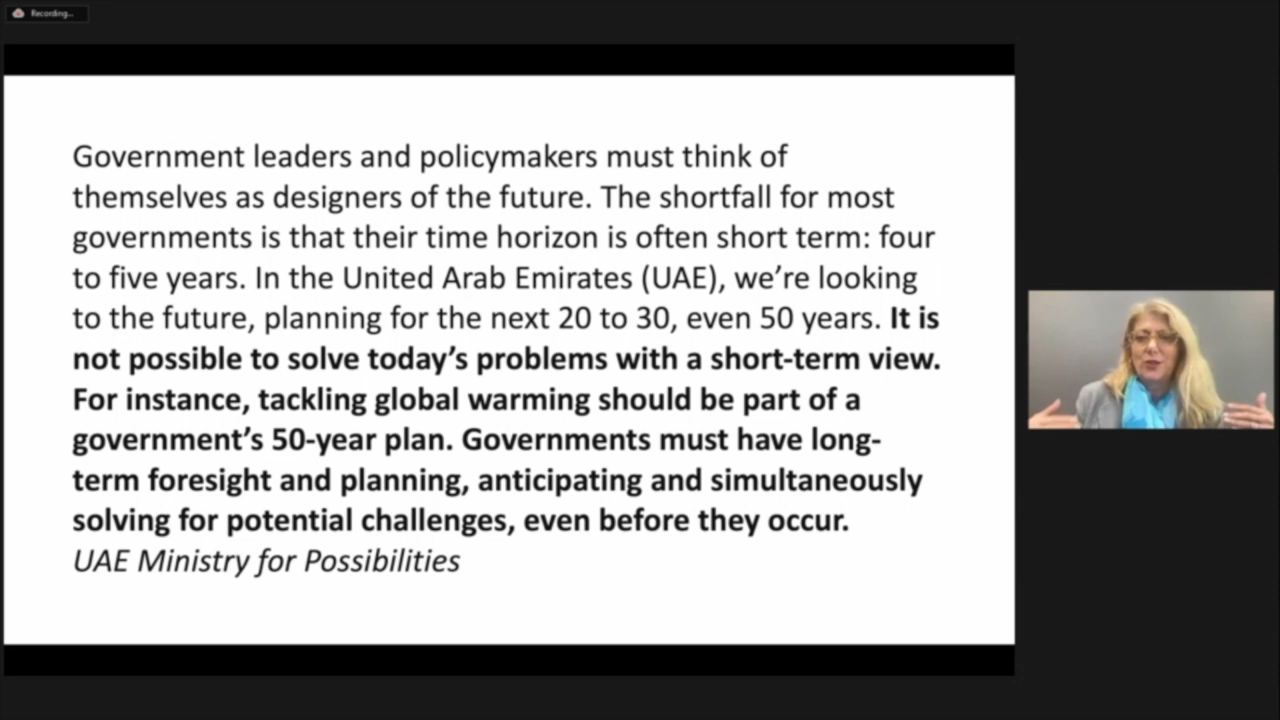 Recording...
Government leaders and policymakers must think of
themselves as designers of the future. The shortfall for most
governments is that their time horizon is often short term: four
to five years. In the United Arab Emirates (UAE), we’re looking
to the future, planning for the next 20 to 30, even 50 years. It is
not possible to solve today’s problems with a short-term view.
For instance, tackling global warming should be part of a
government’s 50-year plan. Governments must have long-
term foresight and planning, anticipating and simultaneously
solving for potential challenges, even before they occur.
UAE Ministry for Possibilities